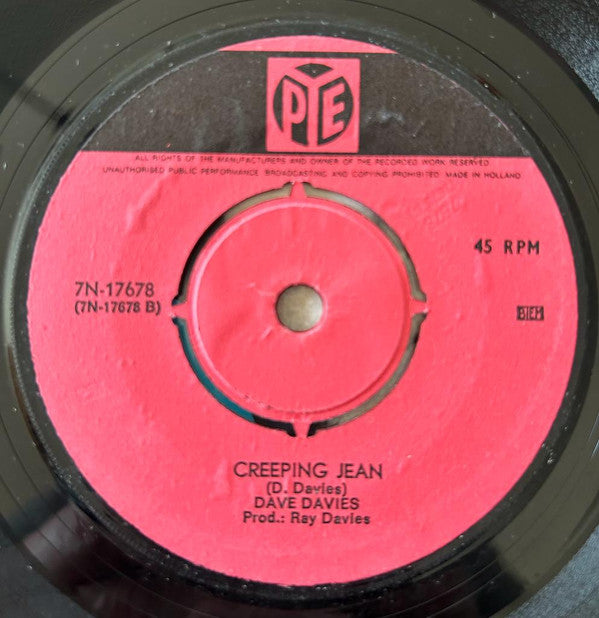 PYE
ALL RIGHTS OF THE MANUFACTURERS AND OWNER OF THE RECORDED WORK RESERVED
UNAUTHORISED PUBLIC PERFORMANCE BROADCASTING AND COPYING PROHIBITED MADE IN HOLLAND
45 RPM
7N-17678
(7N-17678 B)
BIEM
CREEPING JEAN
(D. Davies)
DAVE DAVIES
Prod.: Ray Davies